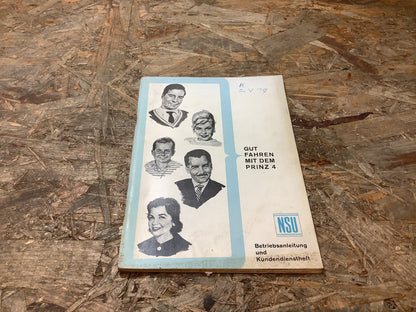 GUT
FAHREN
MIT DEM
PRINZ 4
NSU
Betriebsanleitung
und
Kundendienstheft